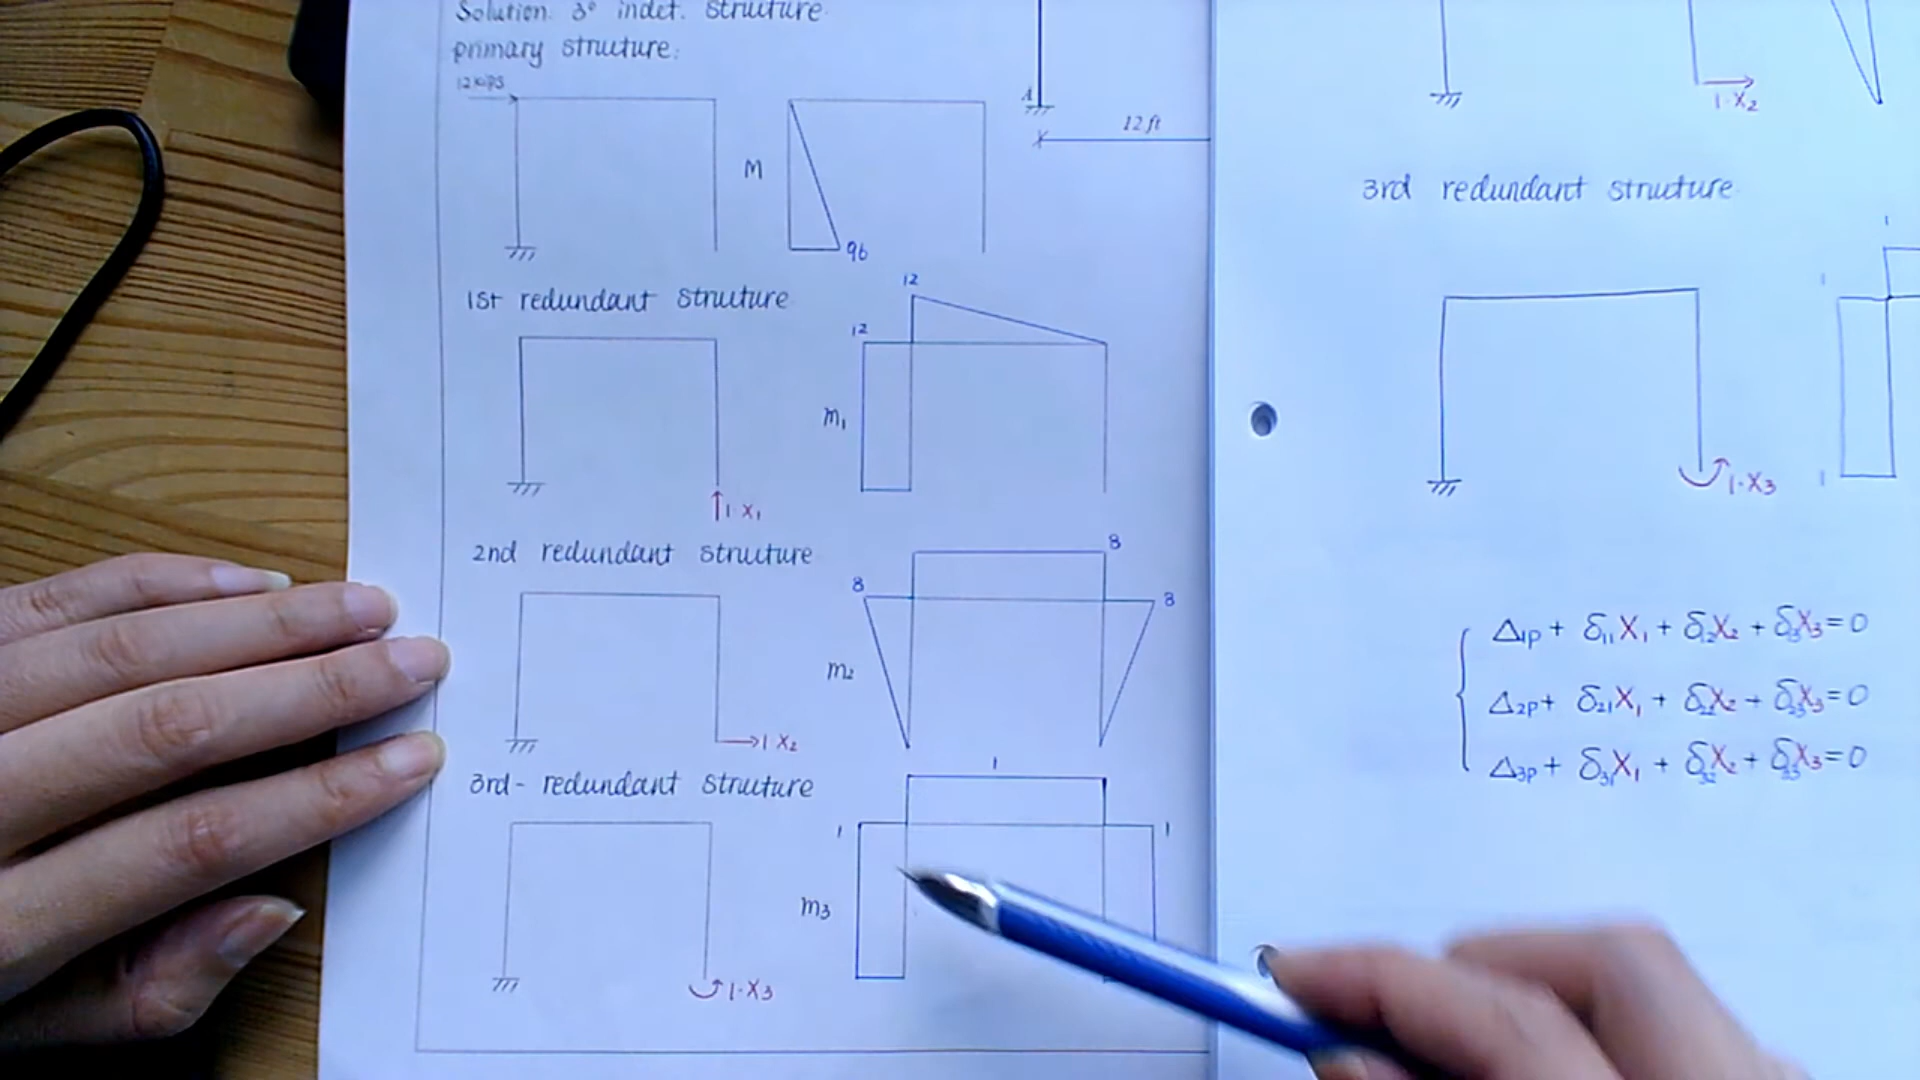 Solution: 3° indet. structure.
primary structure:
12 kips
M
96
A
12 ft
1st redundant structure
12
12
m₁
1·X₁
2nd redundant structure
8
8
8
m₂
1·X₂
3rd- redundant structure
1
1
1
m₃
1·X₃
1·X₂
3rd redundant structure
1
1
1
1·X₃
Δ₁p + δ₁₁X₁ + δ₁₂X₂ + δ₁₃X₃=0
Δ₂p + δ₂₁X₁ + δ₂₂X₂ + δ₂₃X₃=0
Δ₃p + δ₃₁X₁ + δ₃₂X₂ + δ₃₃X₃=0